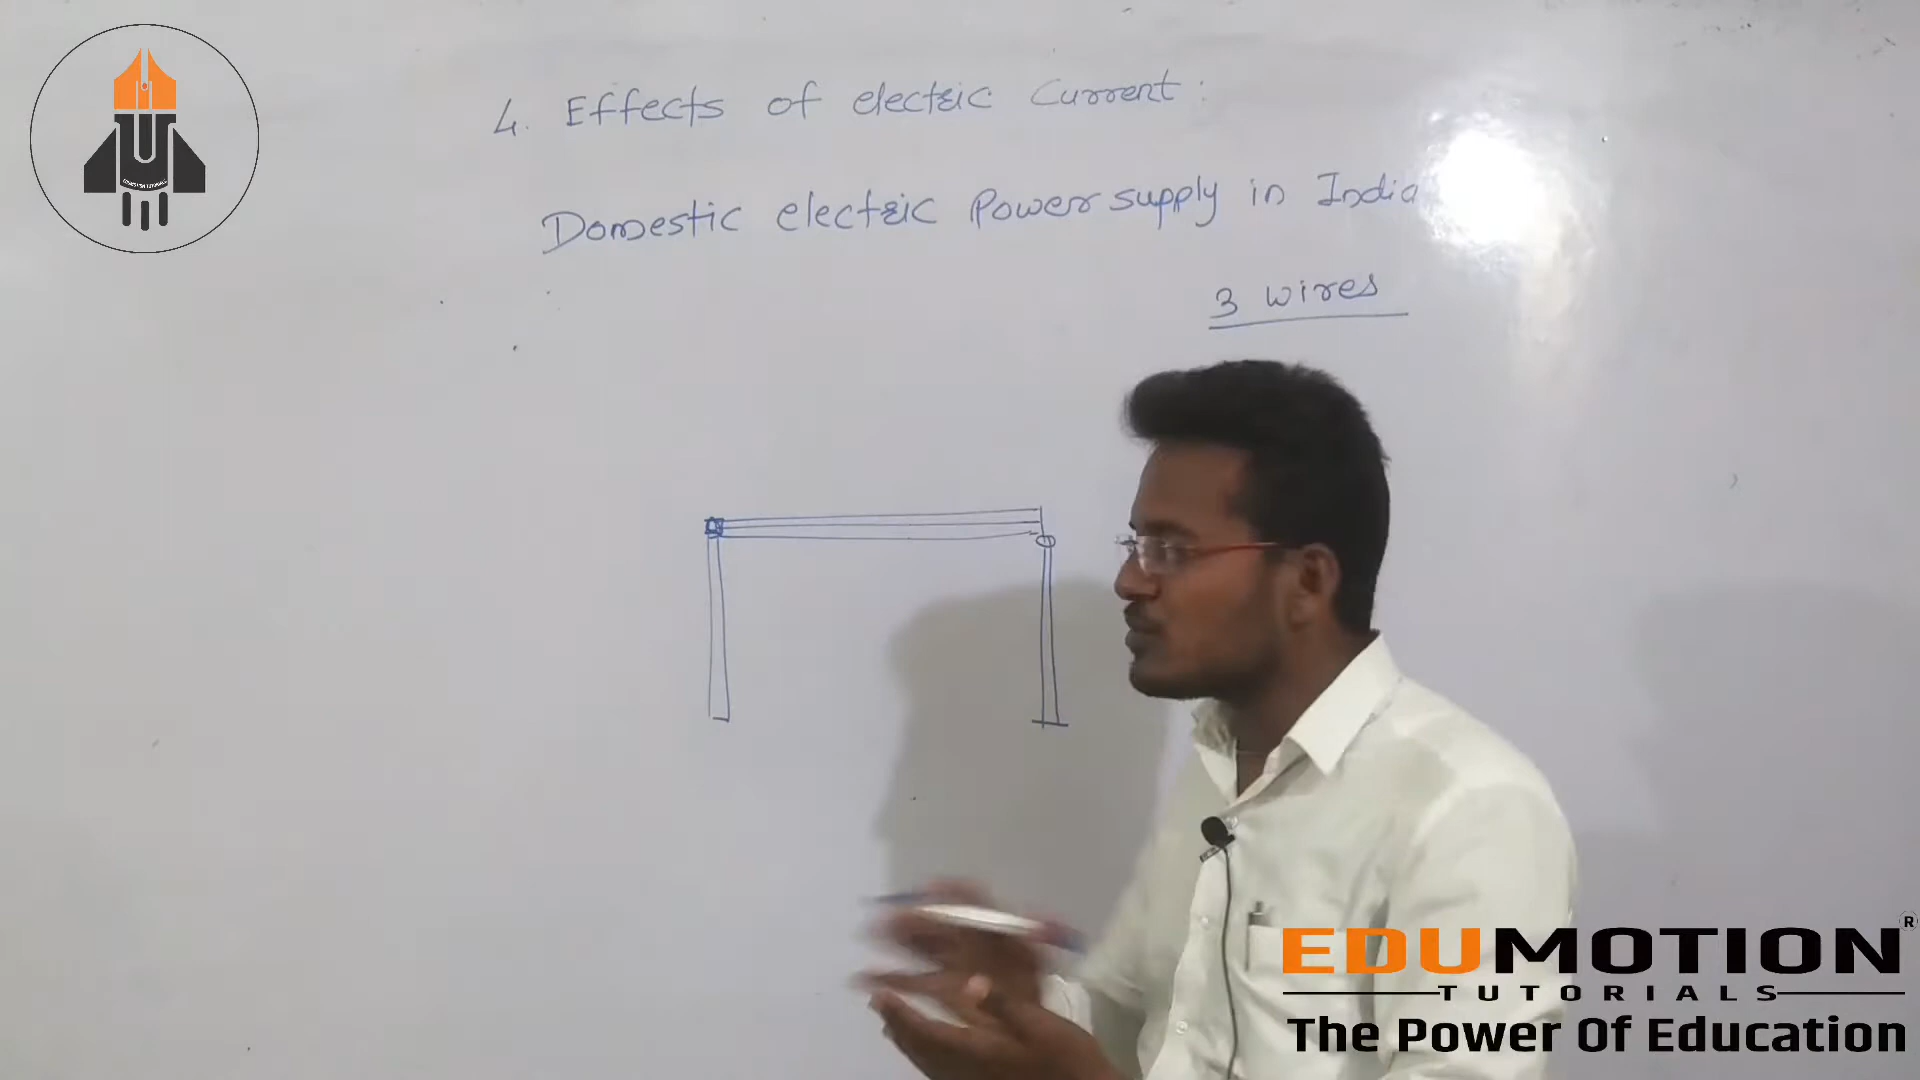 4. Effects of electric Current:
Domestic electric Power supply in India
3 wires
EDUMOTION®
TUTORIALS
The Power Of Education